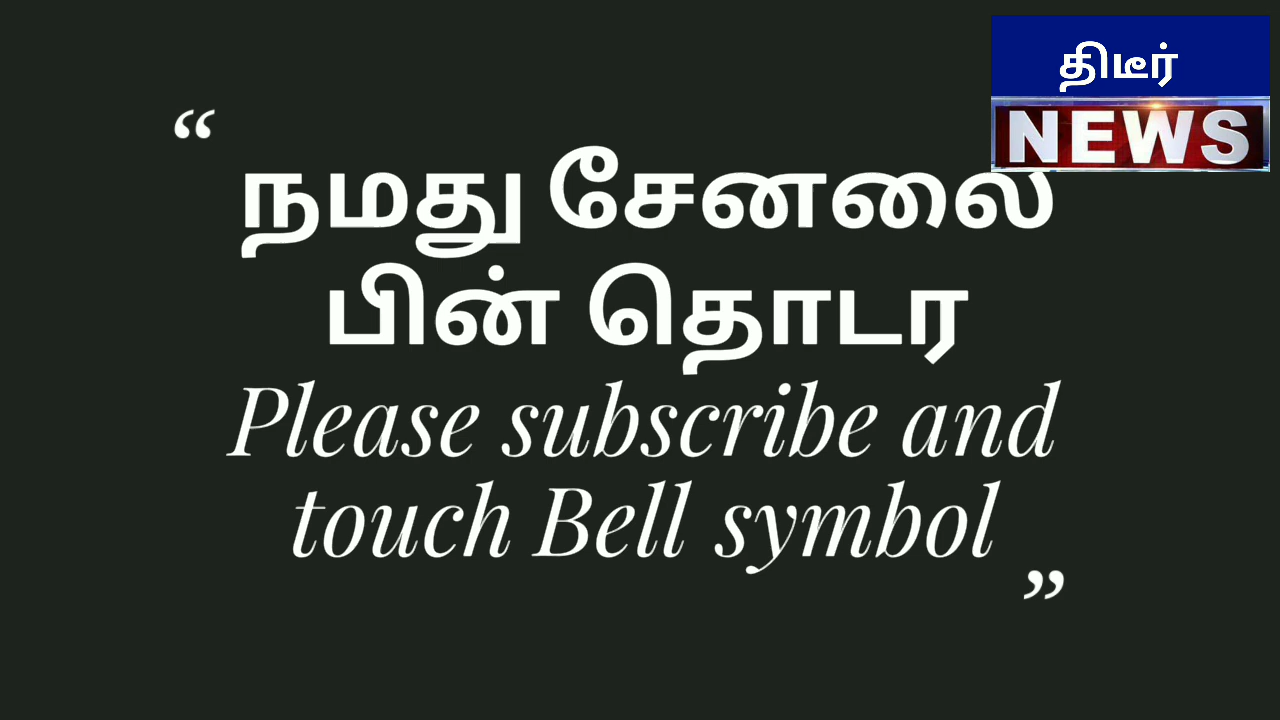 திடீர்
NEWS
“
நமது சேனலை
பின் தொடர
Please subscribe and
touch Bell symbol
”